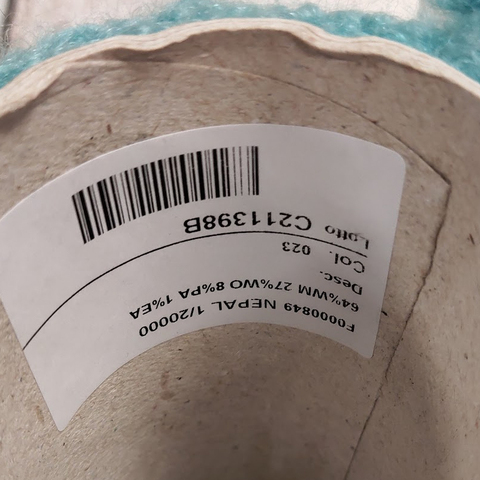 F0000849 NEPAL 1/20000
64%WM 27%WO 8%PA 1%EA
Desc.
Col. 023
Lotto C211398B